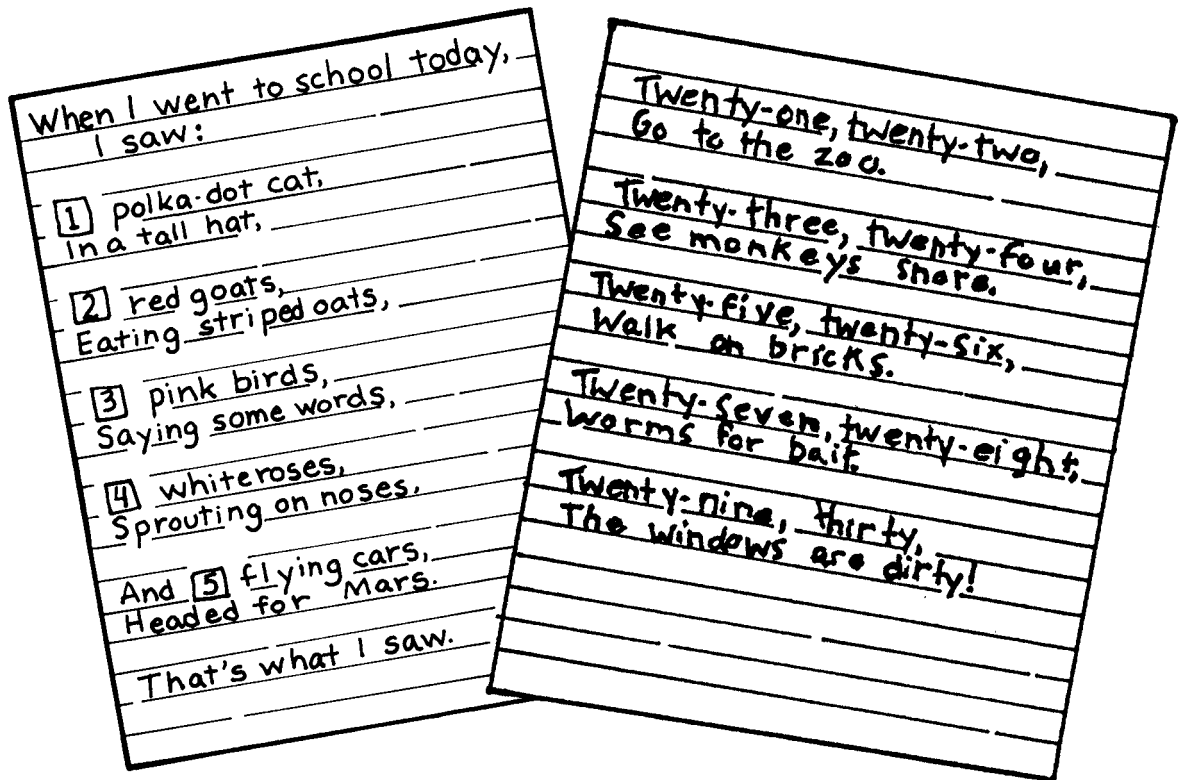 When I went to school today,
I saw:
1 polka-dot cat,
In a tall hat,
2 red goats,
Eating striped oats,
3 pink birds,
Saying some words,
4 white roses,
Sprouting on noses,
And 5 flying cars,
Headed for Mars.
That's what I saw.
Twenty-one, twenty-two,
Go to the zoo.
Twenty-three, twenty-four,
See monkeys snore.
Twenty-five, twenty-six,
Walk on bricks.
Twenty-seven, twenty-eight,
Worms for bait.
Twenty-nine, thirty,
The windows are dirty!